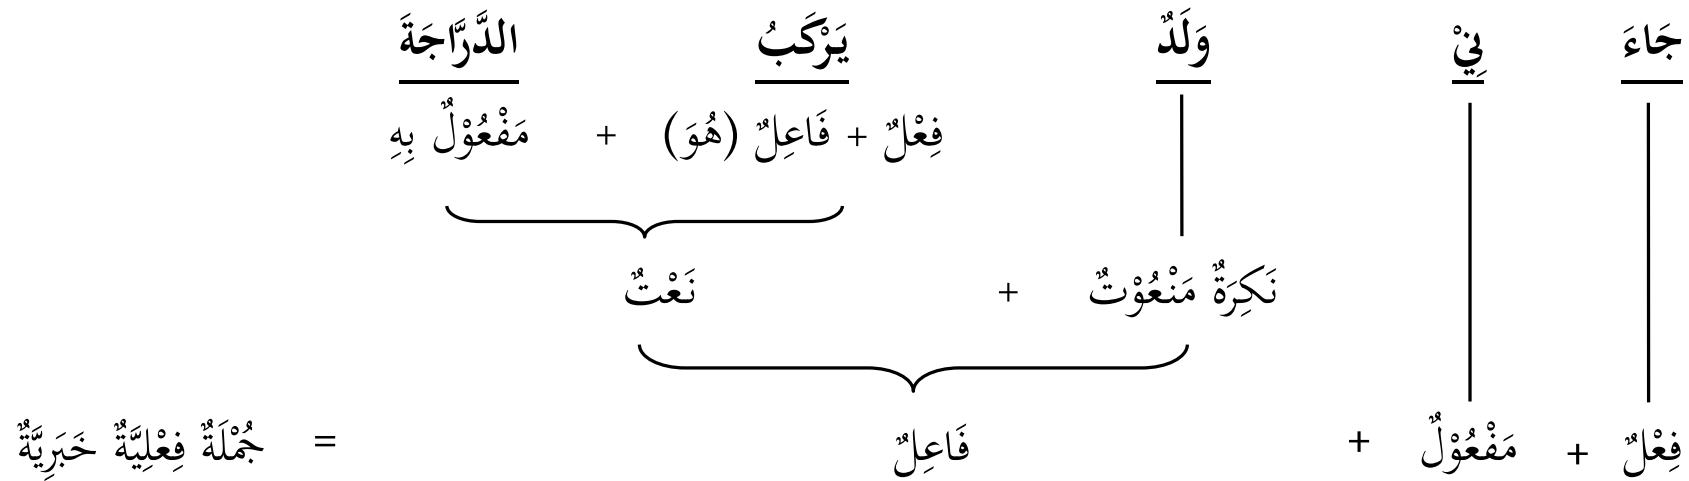 جَاءَ نِيْ وَلَدٌ يَرْكَبُ الدَّرَّاجَةَ
فِعْلٌ + فَاعِلٌ (هُوَ) + مَفْعُوْلٌ بِهِ
نَكِرَةٌ مَنْعُوْتٌ + نَعْتٌ
فِعْلٌ + مَفْعُوْلٌ + فَاعِلٌ = جُمْلَةٌ فِعْلِيَّةٌ خَبَرِيَّةٌ